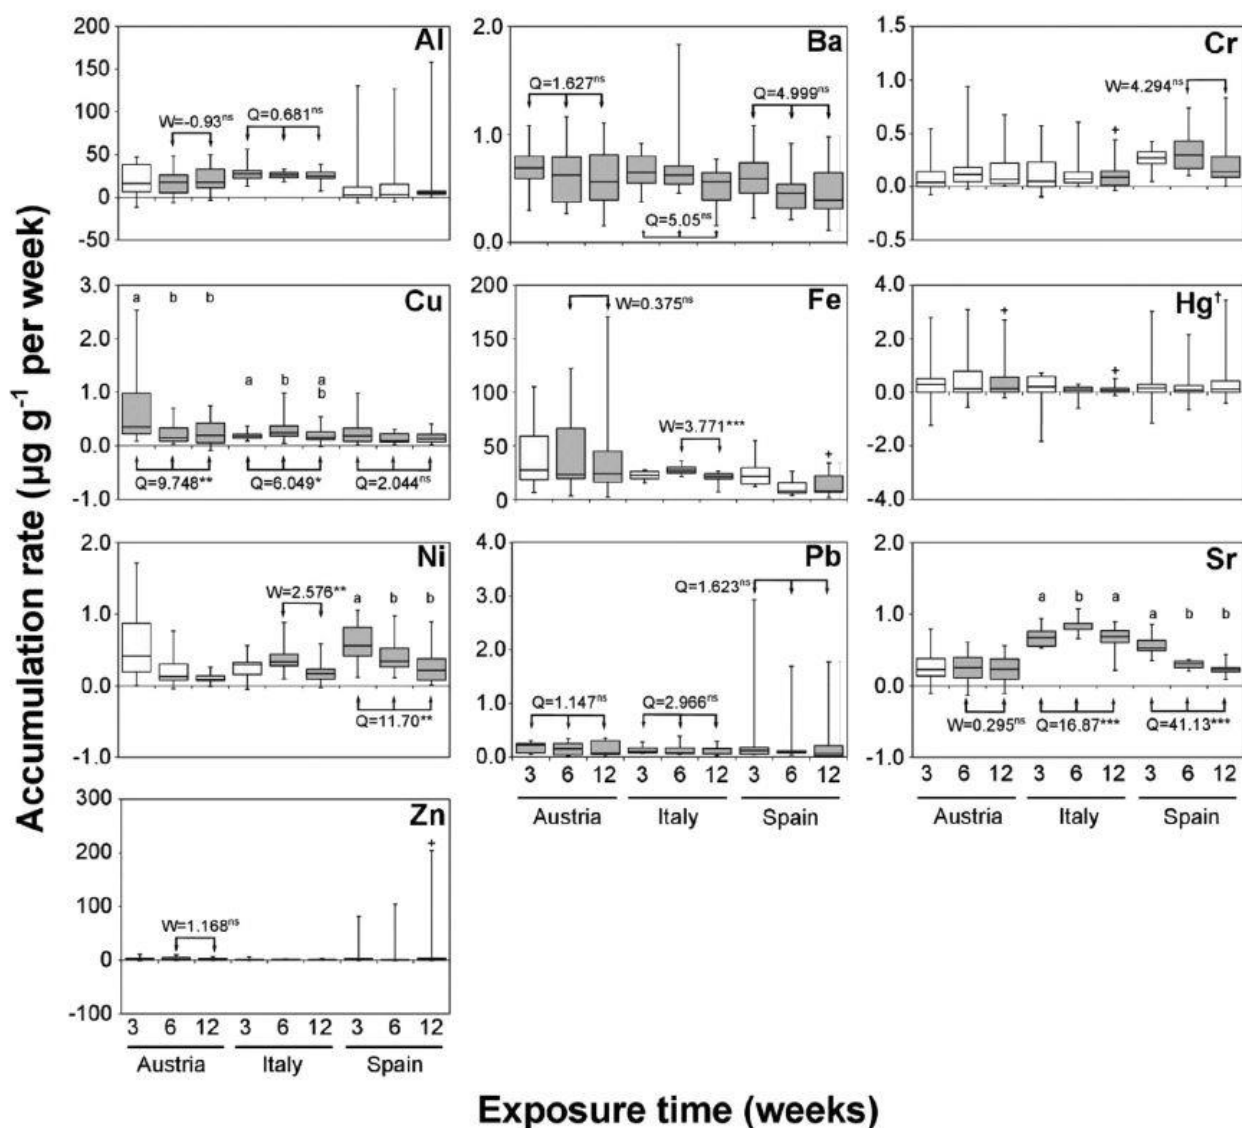 Accumulation rate (µg g⁻¹ per week)
Al
200
150
100
50
0
-50
W=-0.93ns
Q=0.681ns
Ba
2.0
1.0
0.0
Q=1.627ns
Q=4.999ns
Q=5.05ns
Cr
1.5
1.0
0.5
0.0
-0.5
W=4.294ns
+
Cu
3.0
2.0
1.0
0.0
-1.0
a b b
a b a
b
Q=9.748**
Q=6.049*
Q=2.044ns
Fe
200
150
100
50
0
W=0.375ns
W=3.771***
+
Hg†
4.0
2.0
0.0
-2.0
-4.0
+
+
Ni
2.0
1.0
0.0
-1.0
W=2.576**
a b b
Q=11.70**
Pb
4.0
3.0
2.0
1.0
0.0
Q=1.623ns
Q=1.147ns
Q=2.966ns
3 6 12 3 6 12 3 6 12
Austria Italy Spain
Sr
2.0
1.0
0.0
-1.0
a b a
a b b
W=0.295ns
Q=16.87***
Q=41.13***
3 6 12 3 6 12 3 6 12
Austria Italy Spain
Zn
300
200
100
0
-100
W=1.168ns
+
3 6 12 3 6 12 3 6 12
Austria Italy Spain
Exposure time (weeks)